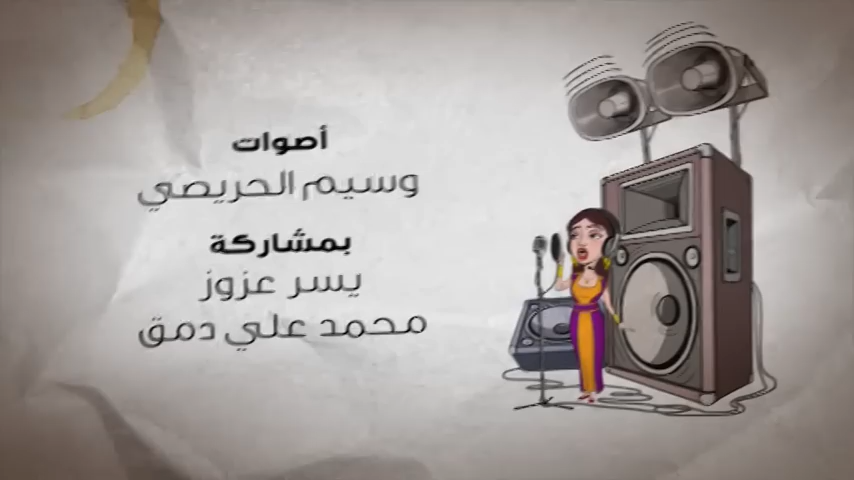 أصوات
وسيم الحريصي
بمشاركة
يسر عزوز
محمد علي دمق